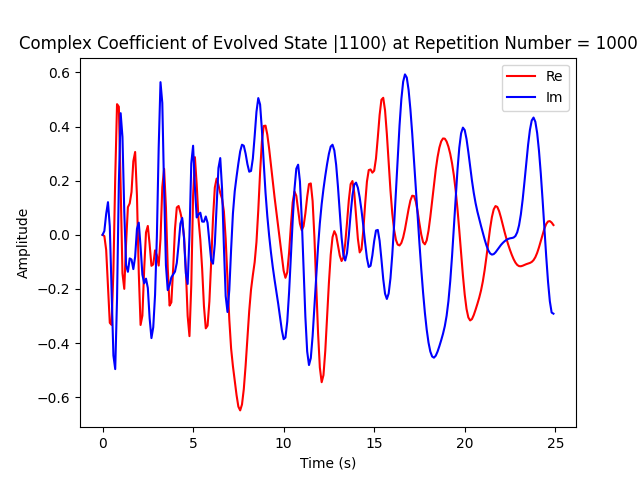 Complex Coefficient of Evolved State |1100⟩ at Repetition Number = 1000
Re
Im
0.6
0.4
0.2
0.0
−0.2
−0.4
−0.6
Amplitude
0
5
10
15
20
25
Time (s)